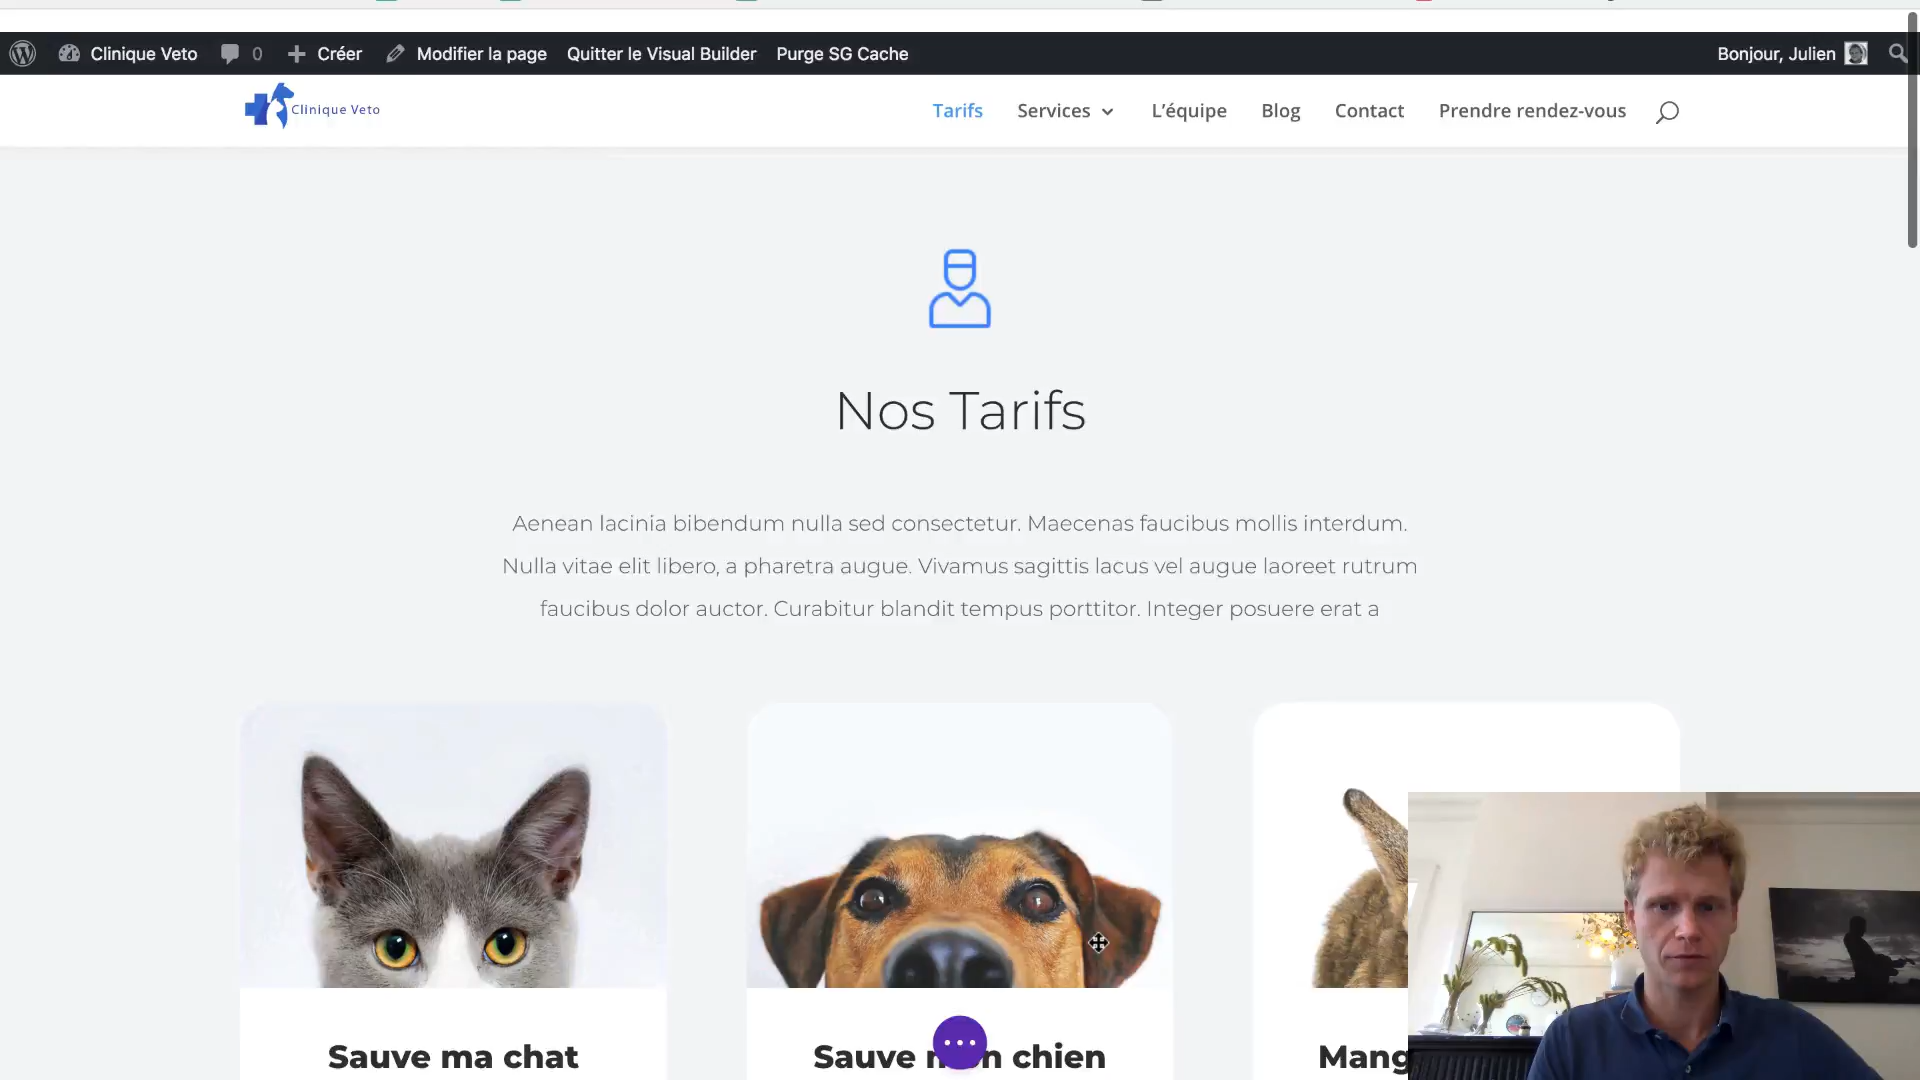 Clinique Veto
0
Créer
Modifier la page
Quitter le Visual Builder
Purge SG Cache
Bonjour, Julien
Clinique Veto
Tarifs
Services
L'équipe
Blog
Contact
Prendre rendez-vous
Nos Tarifs
Aenean lacinia bibendum nulla sed consectetur. Maecenas faucibus mollis interdum.
Nulla vitae elit libero, a pharetra augue. Vivamus sagittis lacus vel augue laoreet rutrum
faucibus dolor auctor. Curabitur blandit tempus porttitor. Integer posuere erat a
Sauve ma chat
Sauve chien